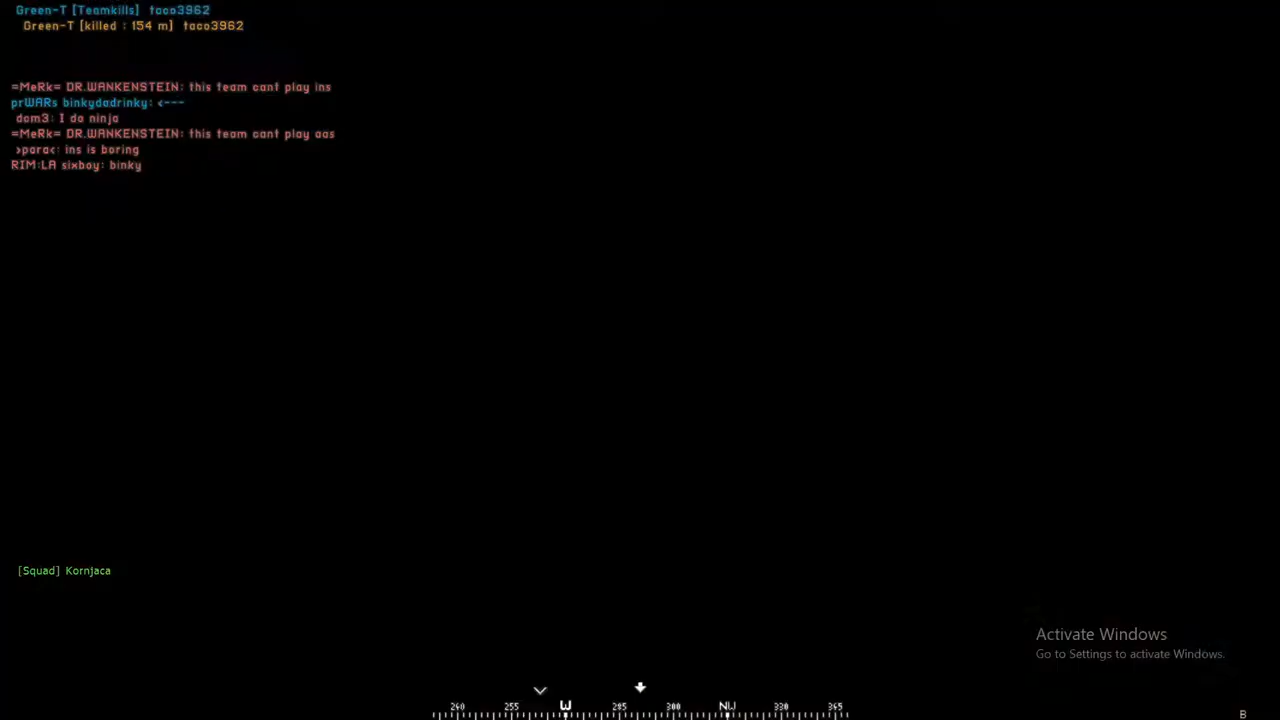 Green-T [Teamkills] taco3962
Green-T [killed : 154 m] taco3962
=MeRk= DR.WANKENSTEIN: this team cant play ins
prWARs binkydadrinky: <---
dom3: I do ninja
=MeRk= DR.WANKENSTEIN: this team cant play aas
>para<: ins is boring
RIM:LA sixboy: binky
[Squad] Kornjaca
Activate Windows
Go to Settings to activate Windows.
260 255 W 285 300 NW 330 345
B